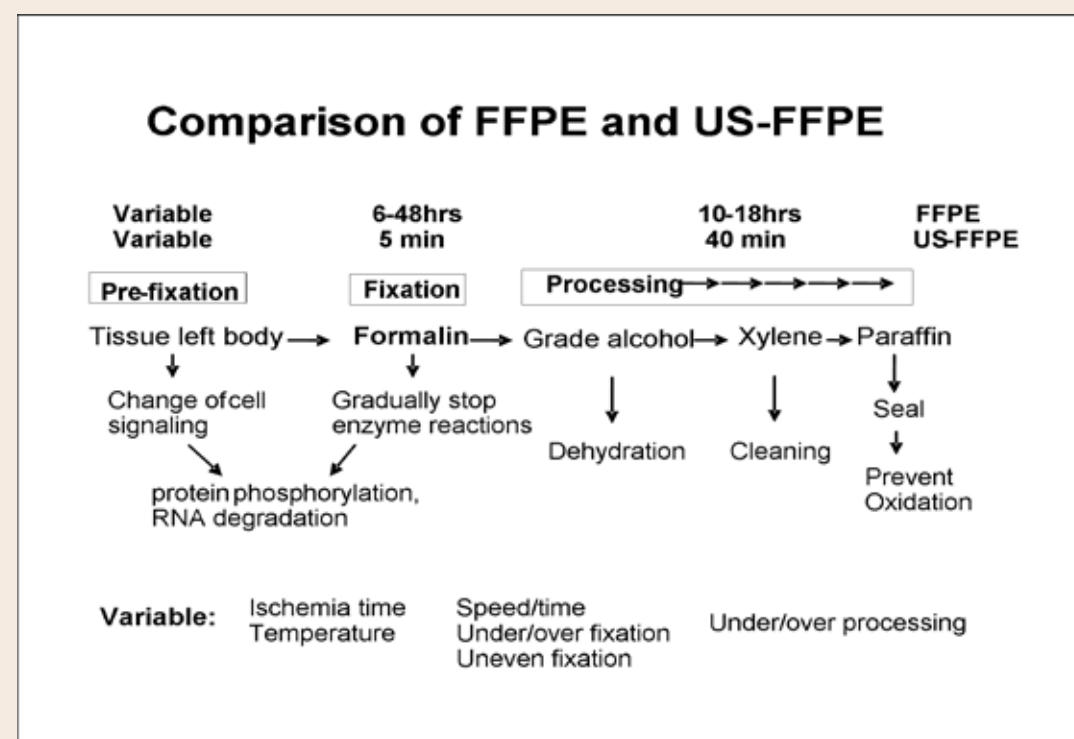 Comparison of FFPE and US-FFPE
Variable 6-48hrs 10-18hrs FFPE
Variable 5 min 40 min US-FFPE
Pre-fixation Fixation Processing
Tissue left body Formalin Grade alcohol Xylene Paraffin
Change of cell
signaling
Gradually stop
enzyme reactions
Dehydration
Cleaning
Seal
Prevent
Oxidation
protein phosphorylation,
RNA degradation
Variable:
Ischemia time
Temperature
Speed/time
Under/over fixation
Uneven fixation
Under/over processing